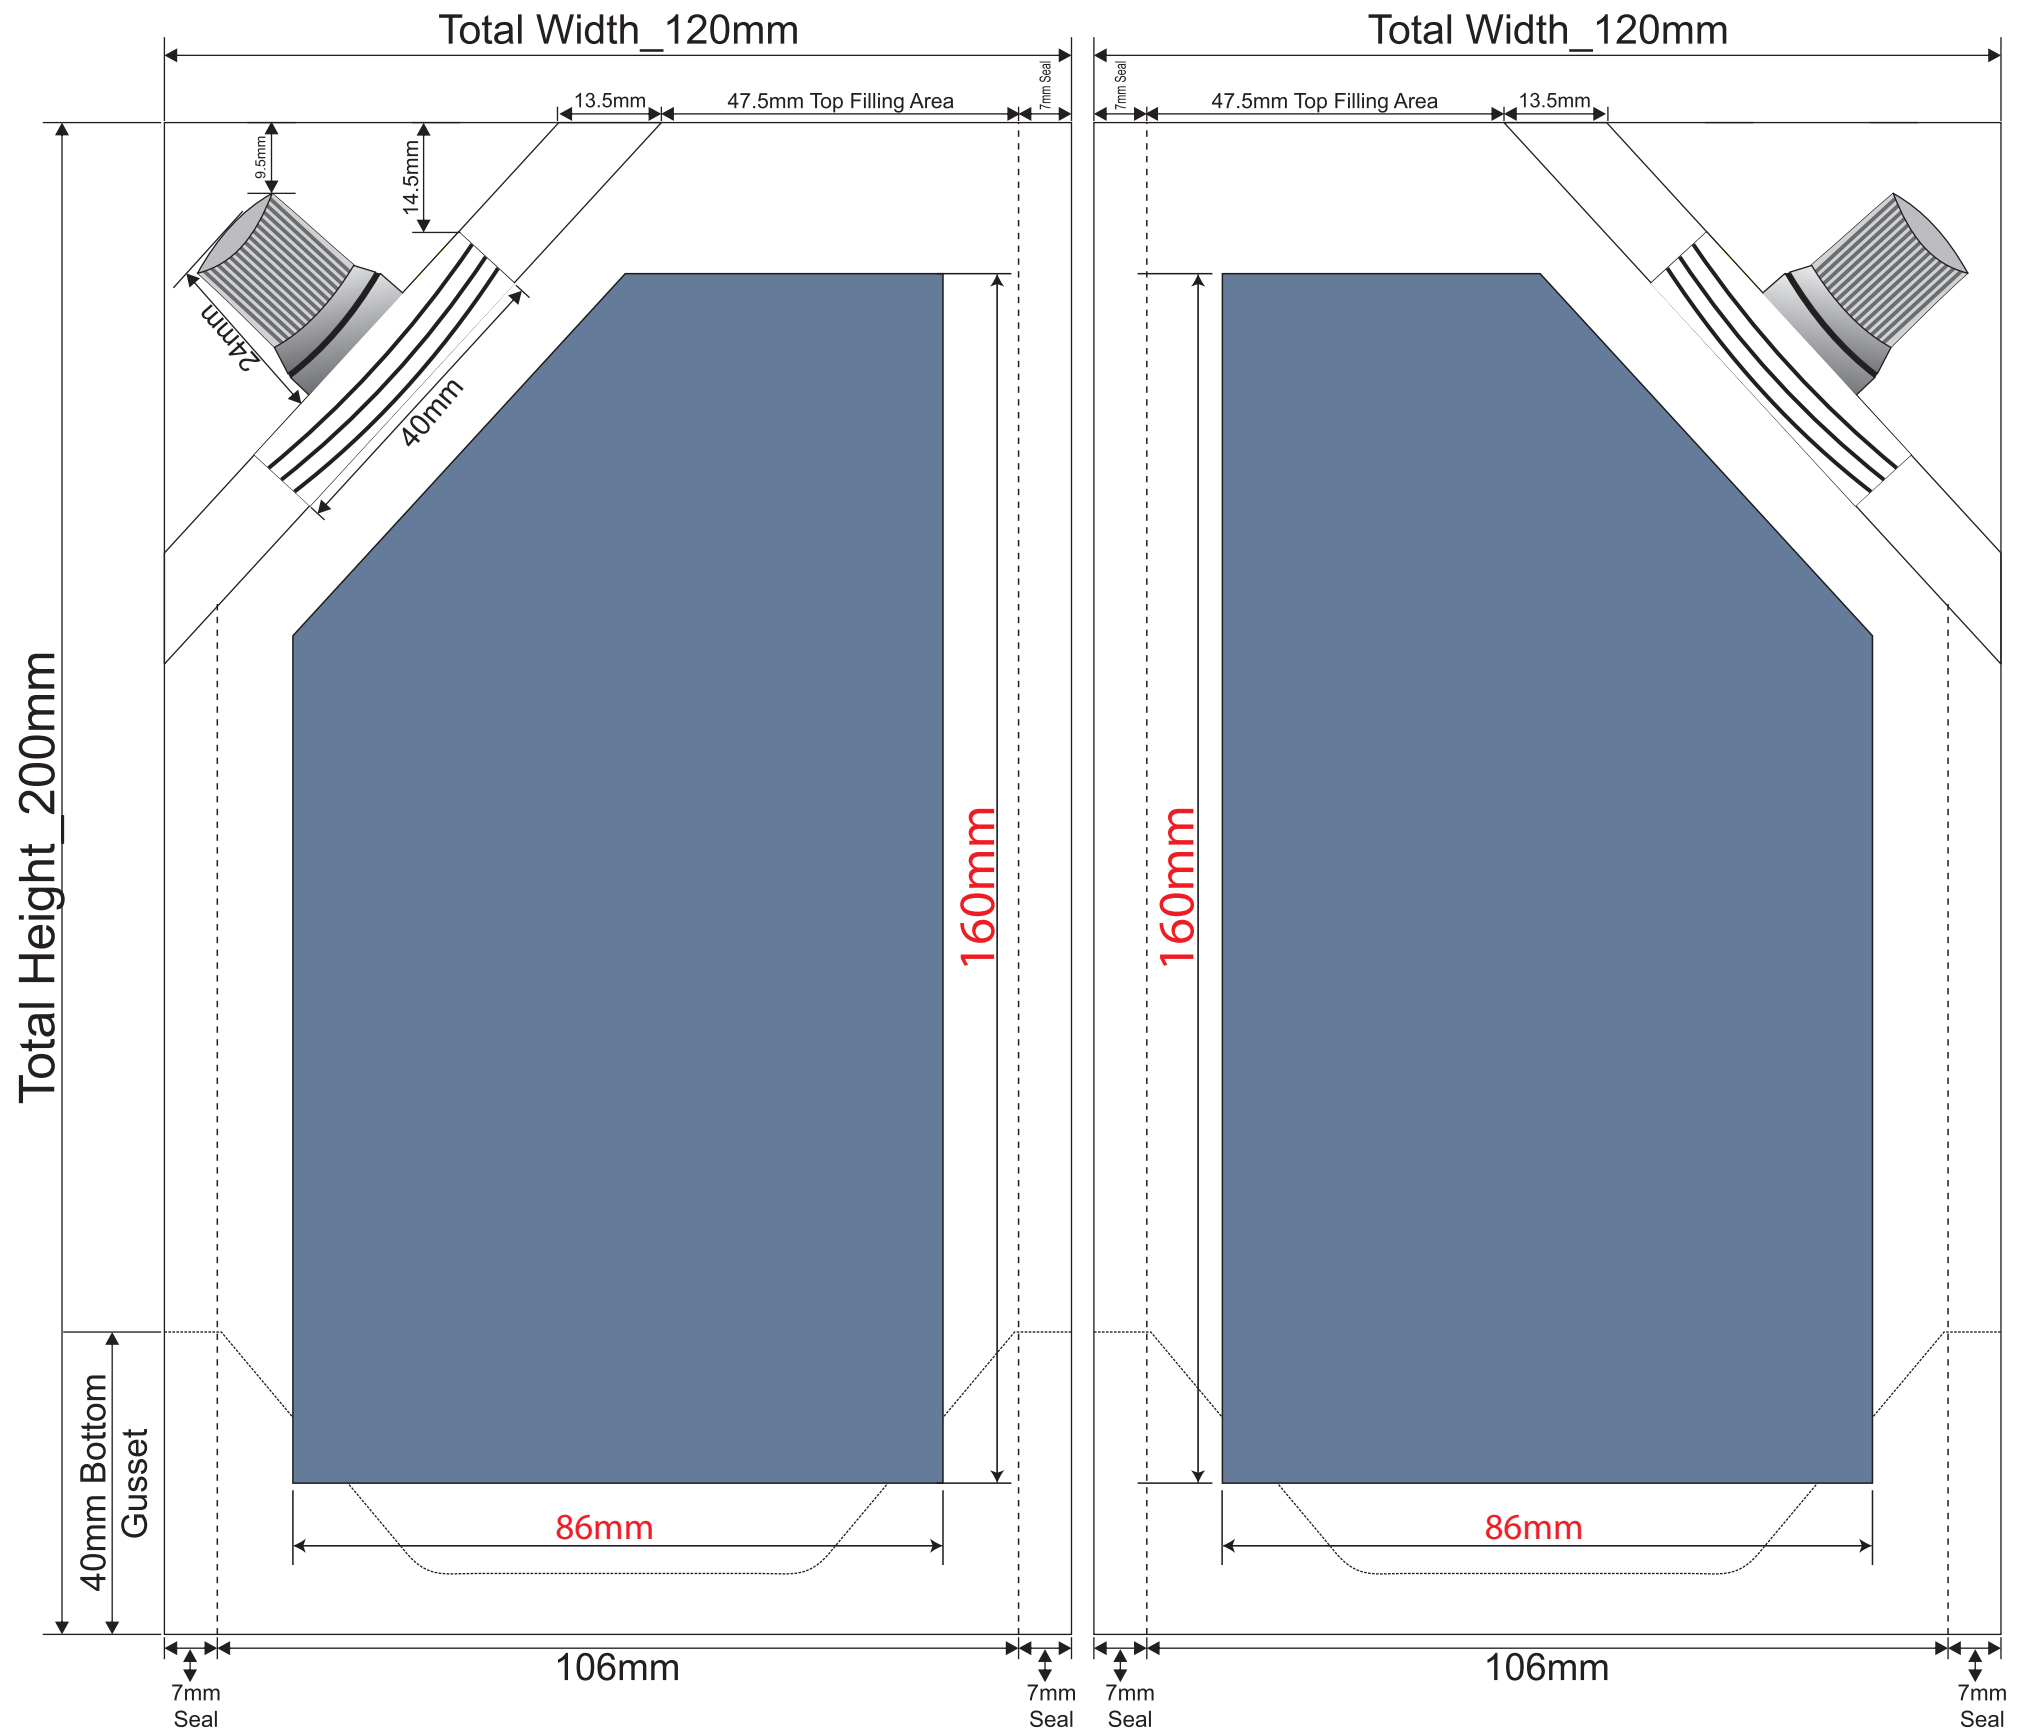 Total Width_120mm
Total Width_120mm
13.5mm
47.5mm Top Filling Area
7mm Seal
7mm Seal
47.5mm Top Filling Area
13.5mm
9.5mm
14.5mm
24mm
40mm
Total Height_200mm
160mm
160mm
40mm Bottom
Gusset
86mm
86mm
106mm
106mm
7mm
Seal
7mm
Seal
7mm
Seal
7mm
Seal